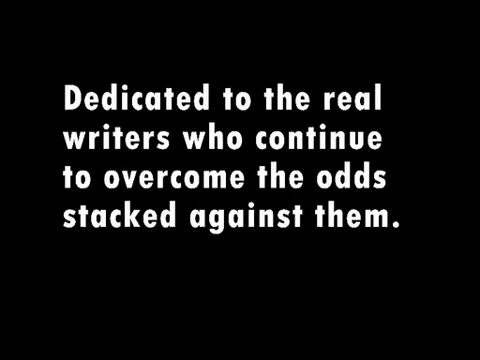 Dedicated to the real
writers who continue
to overcome the odds
stacked against them.